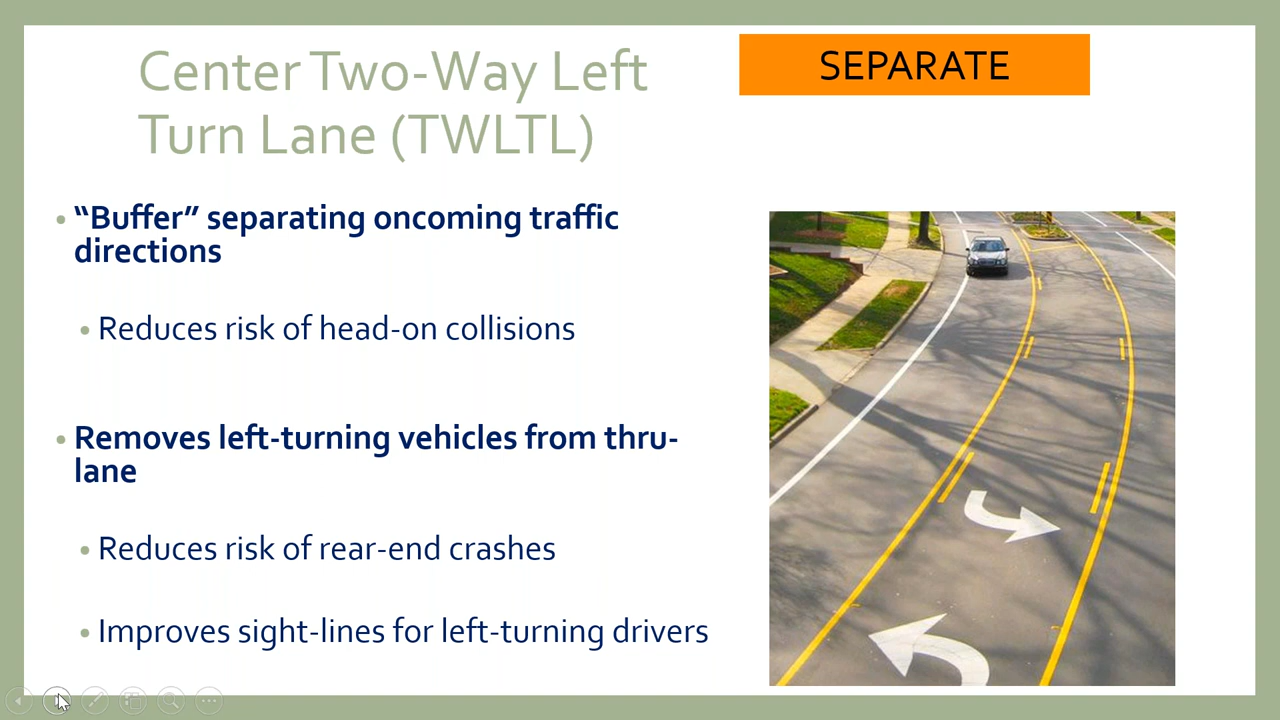 Center Two-Way Left
Turn Lane (TWLTL)
SEPARATE
• “Buffer” separating oncoming traffic
directions
• Reduces risk of head-on collisions
• Removes left-turning vehicles from thru-
lane
• Reduces risk of rear-end crashes
• Improves sight-lines for left-turning drivers